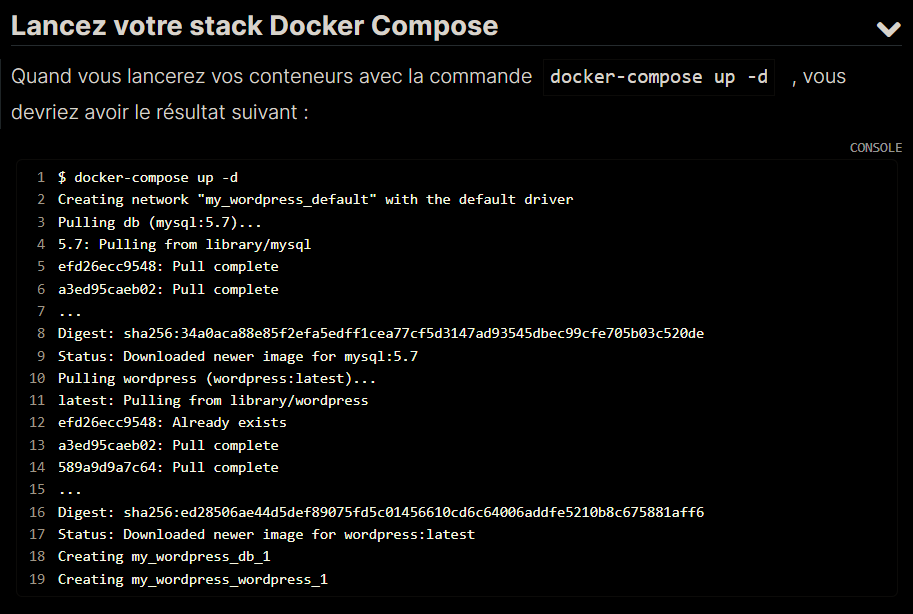 Lancez votre stack Docker Compose
Quand vous lancerez vos conteneurs avec la commande docker-compose up -d , vous
devriez avoir le résultat suivant :
CONSOLE
1 $ docker-compose up -d
2 Creating network "my_wordpress_default" with the default driver
3 Pulling db (mysql:5.7)...
4 5.7: Pulling from library/mysql
5 efd26ecc9548: Pull complete
6 a3ed95caeb02: Pull complete
7 ...
8 Digest: sha256:34a0aca88e85f2efa5edff1cea77cf5d3147ad93545dbec99cfe705b03c520de
9 Status: Downloaded newer image for mysql:5.7
10 Pulling wordpress (wordpress:latest)...
11 latest: Pulling from library/wordpress
12 efd26ecc9548: Already exists
13 a3ed95caeb02: Pull complete
14 589a9d9a7c64: Pull complete
15 ...
16 Digest: sha256:ed28506ae44d5def89075fd5c01456610cd6c64006addfe5210b8c675881aff6
17 Status: Downloaded newer image for wordpress:latest
18 Creating my_wordpress_db_1
19 Creating my_wordpress_wordpress_1